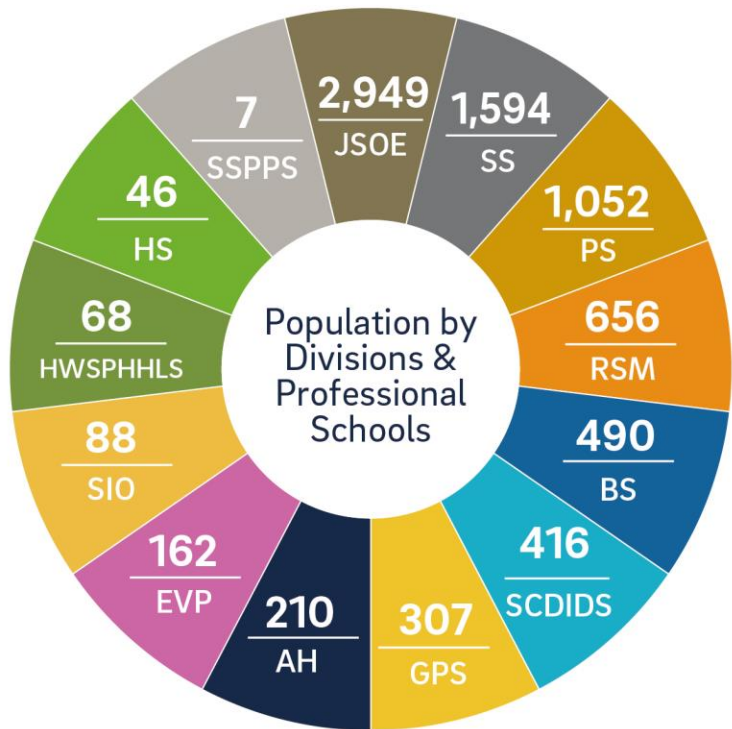 Population by
Divisions &
Professional
Schools
2,949
JSOE
1,594
SS
1,052
PS
656
RSM
490
BS
416
SCDIDS
307
GPS
210
AH
162
EVP
88
SIO
68
HWSPHHLS
46
HS
7
SSPPS